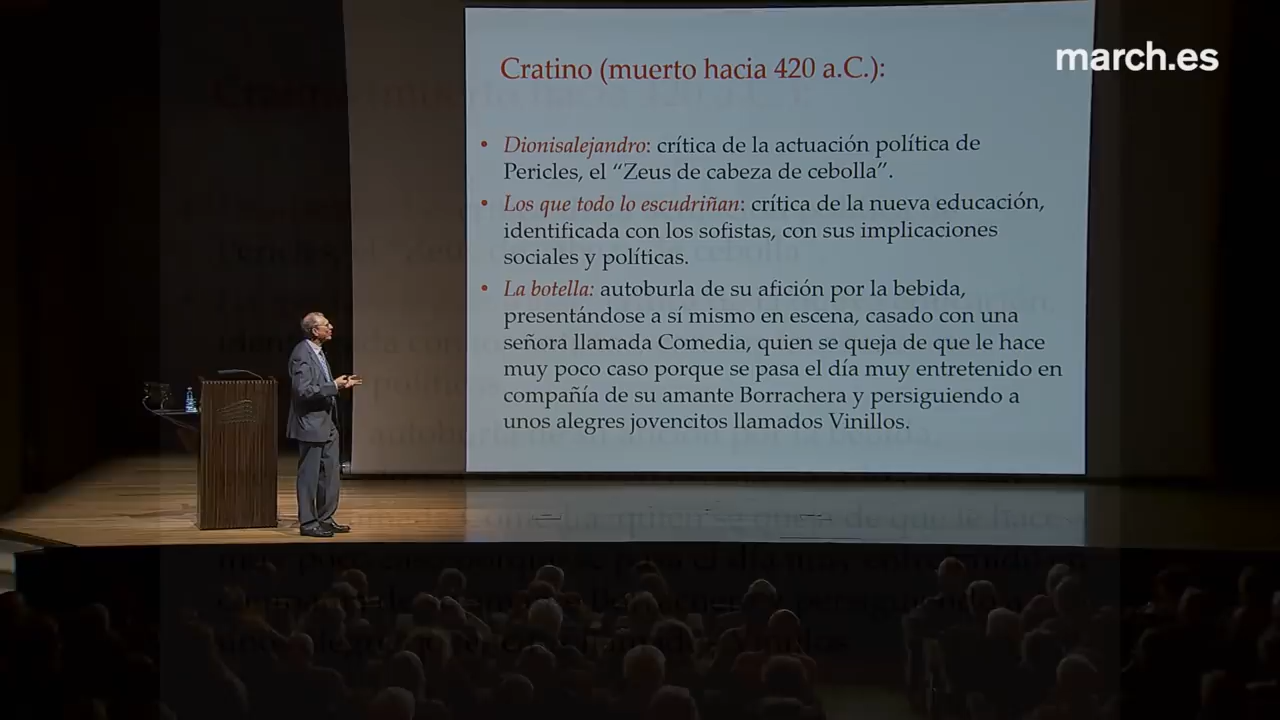 march.es
Cratino (muerto hacia 420 a.C.):
• Dionisalejandro: crítica de la actuación política de
Pericles, el “Zeus de cabeza de cebolla”.
• Los que todo lo escudriñan: crítica de la nueva educación,
identificada con los sofistas, con sus implicaciones
sociales y políticas.
• La botella: autoburla de su afición por la bebida,
presentándose a sí mismo en escena, casado con una
señora llamada Comedia, quien se queja de que le hace
muy poco caso porque se pasa el día muy entretenido en
compañía de su amante Borrachera y persiguiendo a
unos alegres jovencitos llamados Vinillos.